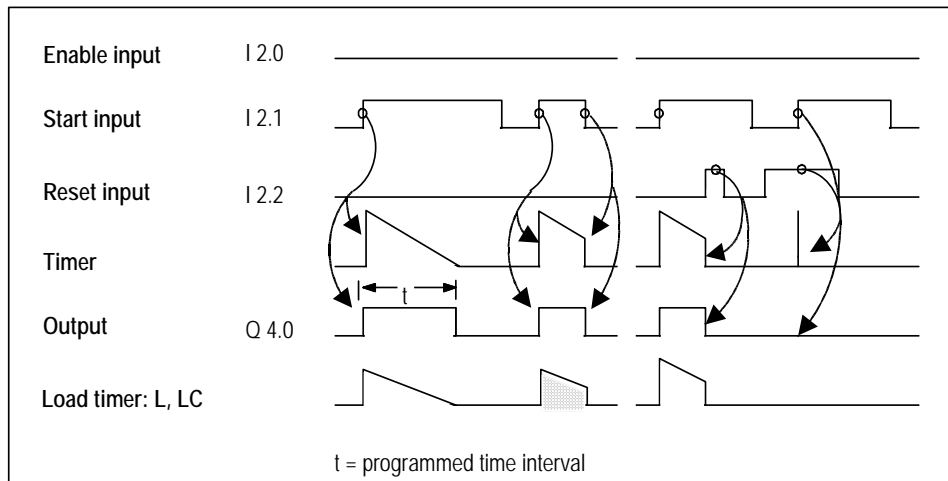 Enable input I 2.0
Start input I 2.1
Reset input I 2.2
Timer
t
Output Q 4.0
Load timer: L, LC
t = programmed time interval